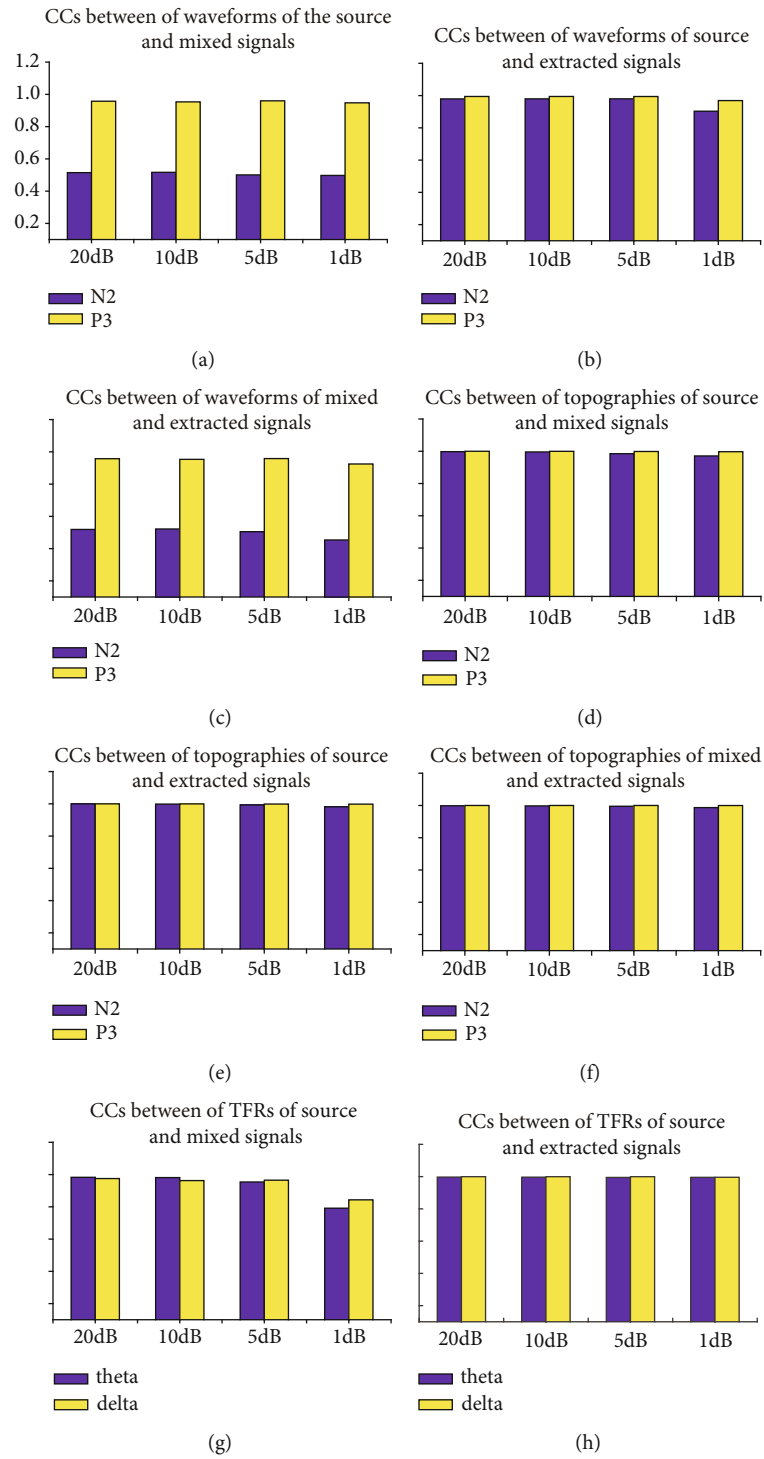 CCs between of waveforms of the source
and mixed signals
1.2
1.0
0.8
0.6
0.4
0.2
20dB 10dB 5dB 1dB
N2
P3
(a)
CCs between of waveforms of source
and extracted signals
20dB 10dB 5dB 1dB
N2
P3
(b)
CCs between of waveforms of mixed
and extracted signals
20dB 10dB 5dB 1dB
N2
P3
(c)
CCs between of topographies of source
and mixed signals
20dB 10dB 5dB 1dB
N2
P3
(d)
CCs between of topographies of source
and extracted signals
20dB 10dB 5dB 1dB
N2
P3
(e)
CCs between of topographies of mixed
and extracted signals
20dB 10dB 5dB 1dB
N2
P3
(f)
CCs between of TFRs of source
and mixed signals
20dB 10dB 5dB 1dB
theta
delta
(g)
CCs between of TFRs of source
and extracted signals
20dB 10dB 5dB 1dB
theta
delta
(h)